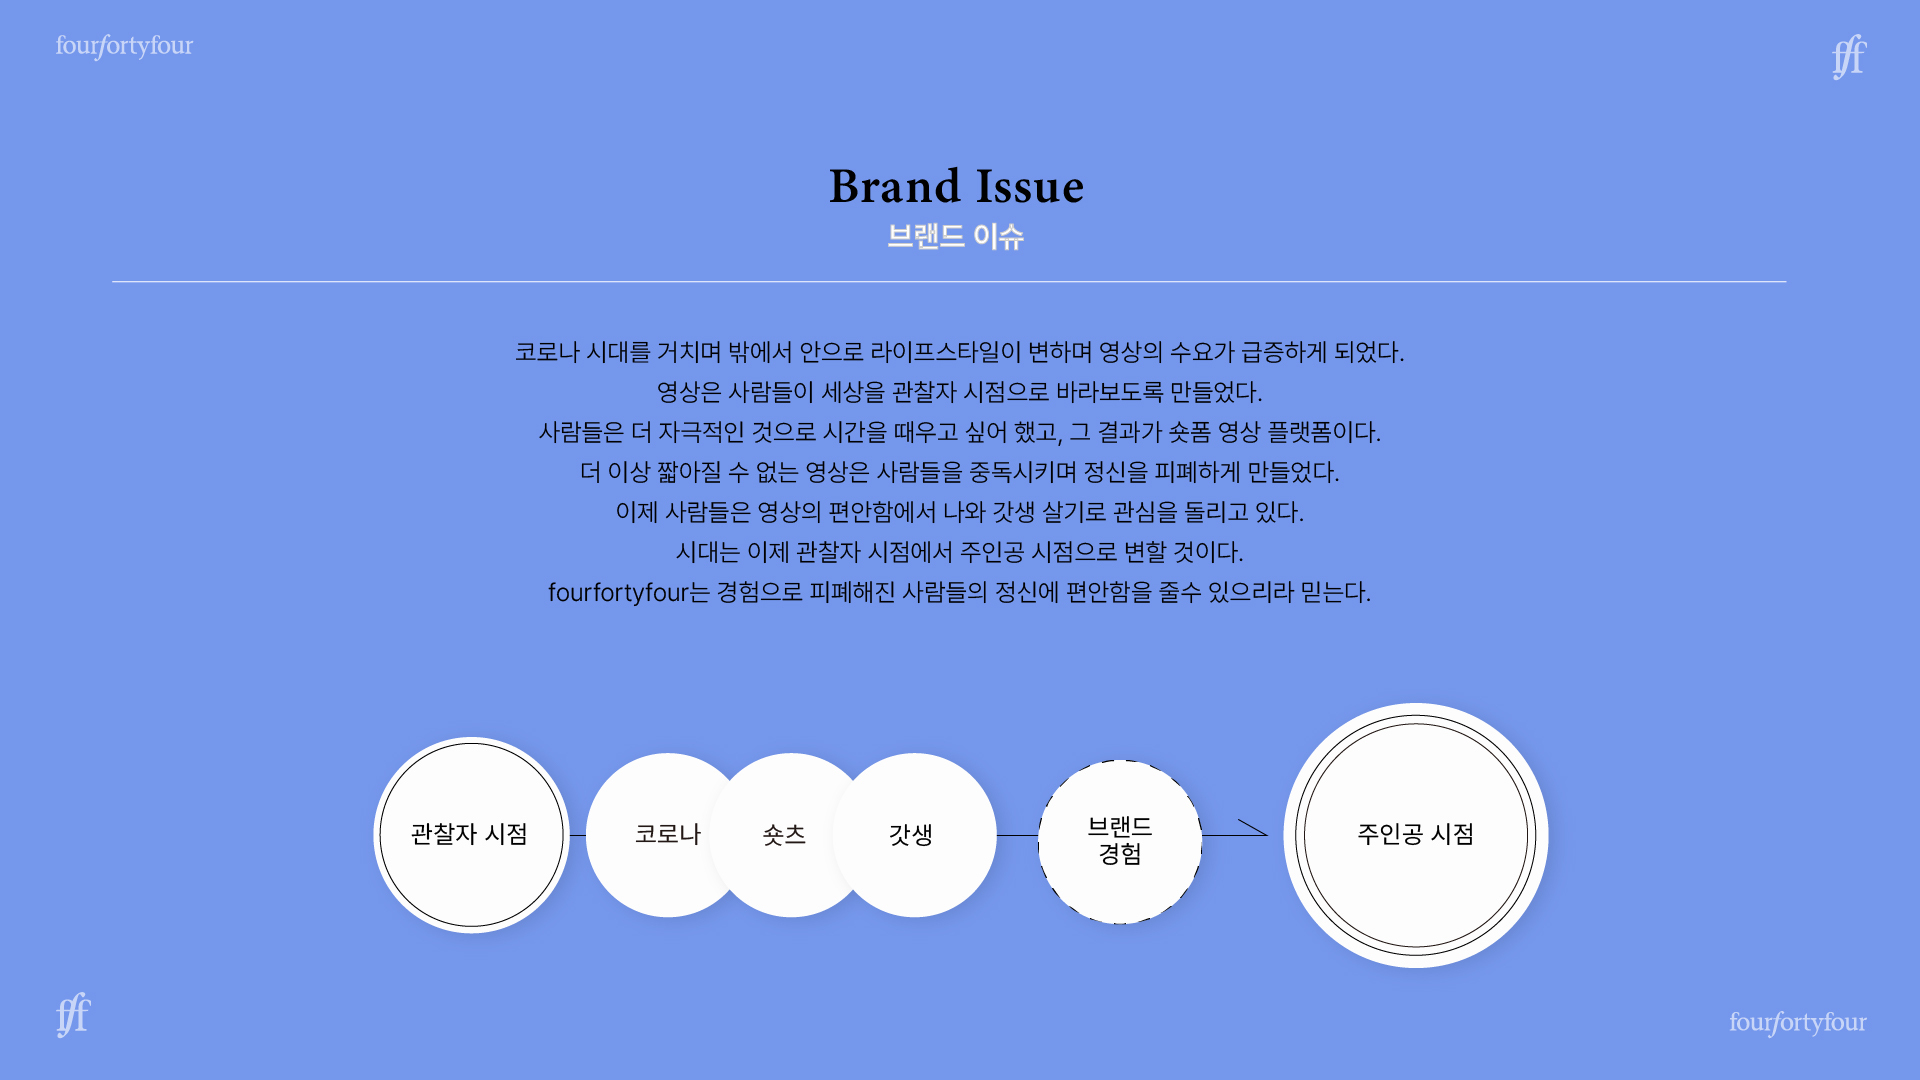 fourfortyfour
fff
Brand Issue
브랜드 이슈
코로나 시대를 거치며 밖에서 안으로 라이프스타일이 변하며 영상의 수요가 급증하게 되었다.
영상은 사람들이 세상을 관찰자 시점으로 바라보도록 만들었다.
사람들은 더 자극적인 것으로 시간을 때우고 싶어 했고, 그 결과가 숏폼 영상 플랫폼이다.
더 이상 짧아질 수 없는 영상은 사람들을 중독시키며 정신을 피폐하게 만들었다.
이제 사람들은 영상의 편안함에서 나와 갓생 살기로 관심을 돌리고 있다.
시대는 이제 관찰자 시점에서 주인공 시점으로 변할 것이다.
fourfortyfour는 경험으로 피폐해진 사람들의 정신에 편안함을 줄수 있으리라 믿는다.
관찰자 시점
코로나
숏츠
갓생
브랜드
경험
주인공 시점
fff
fourfortyfour